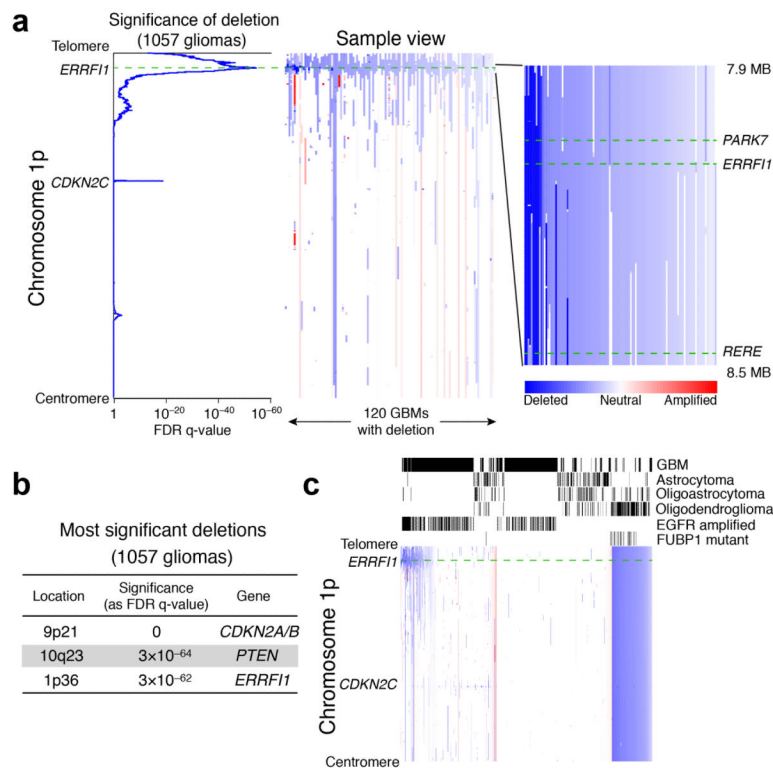 a
Significance of deletion
(1057 gliomas)
Sample view
Telomere
ERRFI1
CDKN2C
Chromosome 1p
Centromere
1 10⁻²⁰ 10⁻⁴⁰ 10⁻⁶⁰
FDR q-value
120 GBMs
with deletion
7.9 MB
PARK7
ERRFI1
RERE
8.5 MB
Deleted Neutral Amplified
b
Most significant deletions
(1057 gliomas)
Location Significance (as FDR q-value) Gene
9p21 0 CDKN2A/B
10q23 3×10⁻⁶⁴ PTEN
1p36 3×10⁻⁶² ERRFI1
c
GBM
Astrocytoma
Oligoastrocytoma
Oligodendroglioma
EGFR amplified
FUBP1 mutant
Telomere
ERRFI1
Chromosome 1p
CDKN2C
Centromere